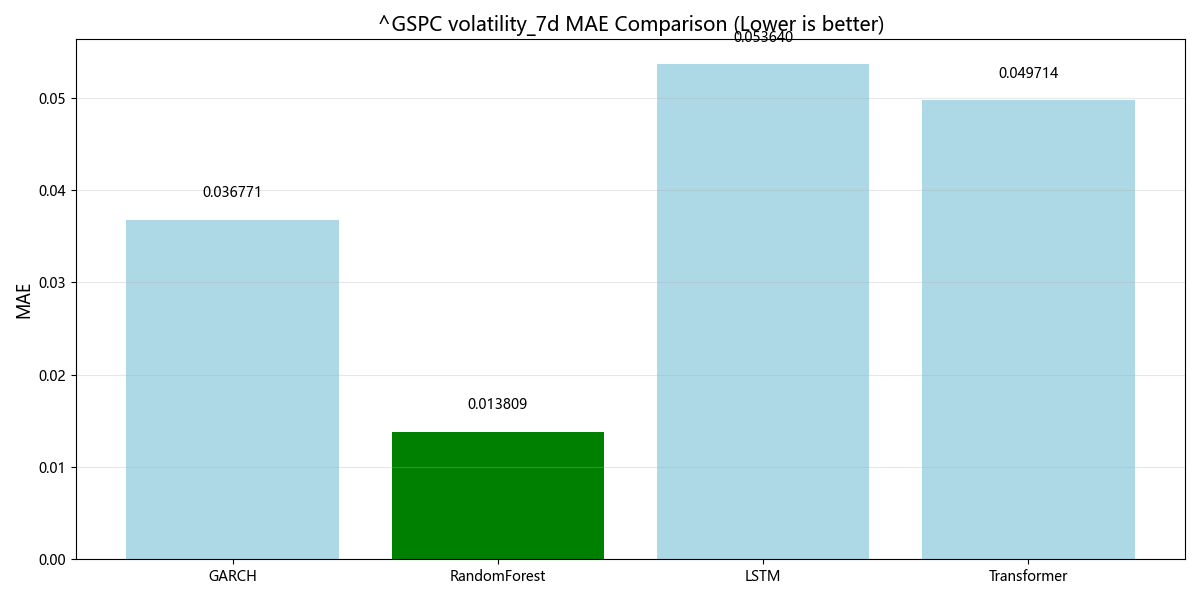 ^GSPC volatility_7d MAE Comparison (Lower is better)
0.053640
0.049714
0.036771
0.013809
MAE
0.05
0.04
0.03
0.02
0.01
0.00
GARCH
RandomForest
LSTM
Transformer